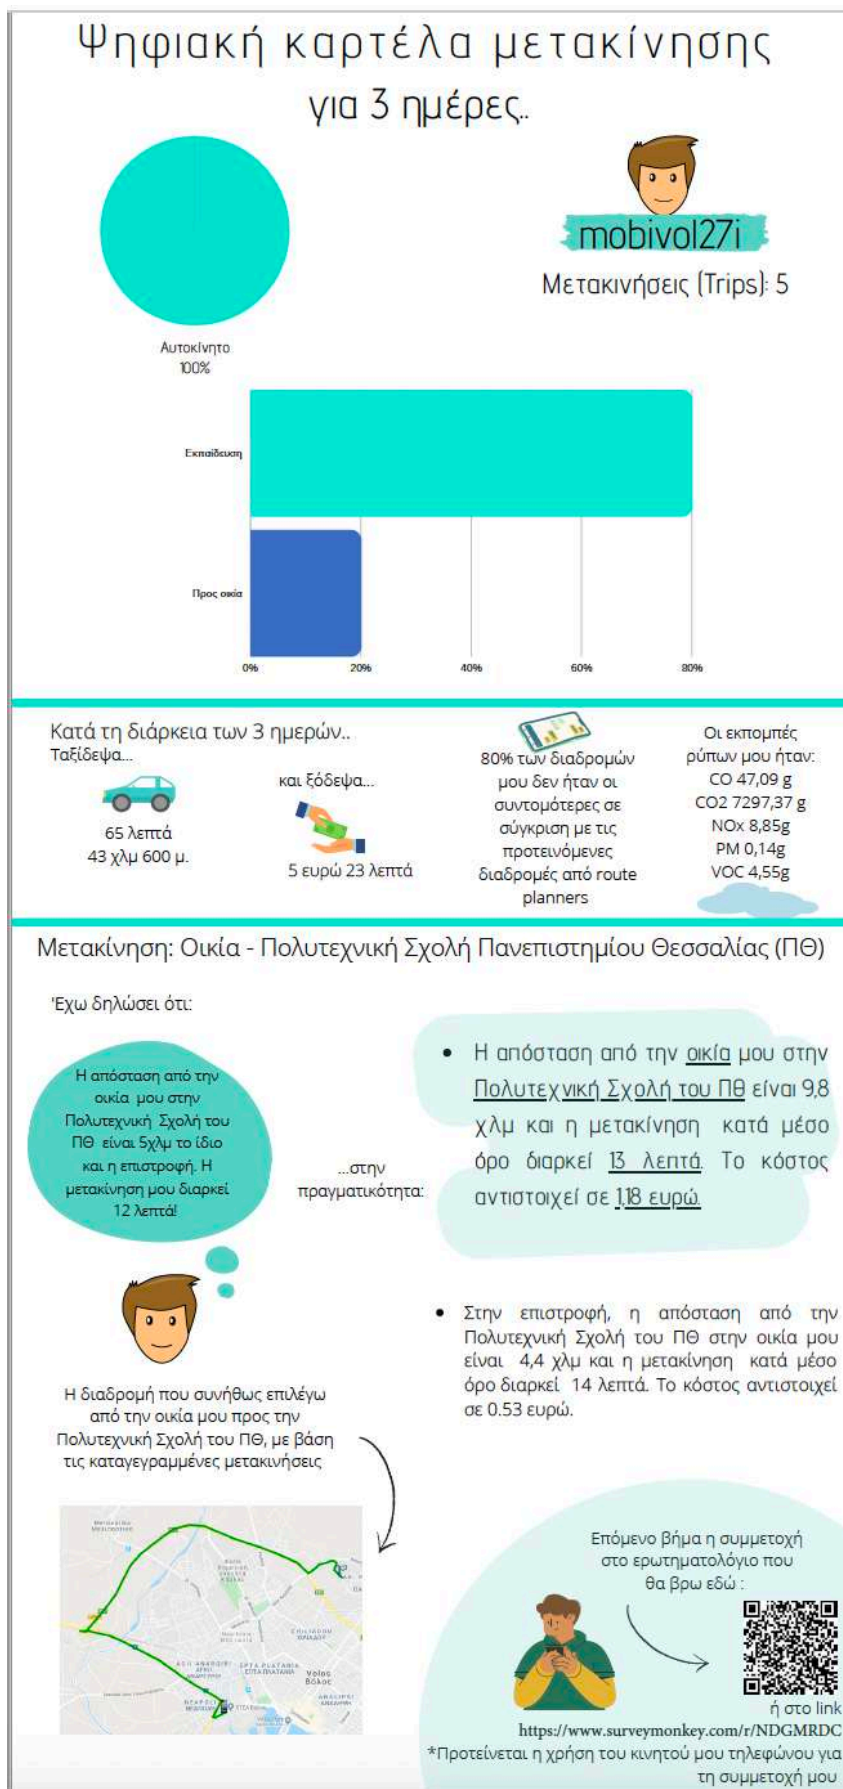 Ψηφιακή καρτέλα μετακίνησης
για 3 ημέρες..
mobivol27i
Μετακινήσεις (Trips): 5
Αυτοκίνητο
100%
Εκπαίδευση
Προς οικία
0%
20%
40%
60%
80%
Κατά τη διάρκεια των 3 ημερών..
Ταξίδεψα...
65 λεπτά
43 χλμ 600 μ.
και ξόδεψα...
5 ευρώ 23 λεπτά
80% των διαδρομών
μου δεν ήταν οι
συντομότερες σε
σύγκριση με τις
προτεινόμενες
διαδρομές από route
planners
Οι εκπομπές
ρύπων μου ήταν:
CO 47,09 g
CO2 7297,37 g
NOx 8,85g
PM 0,14g
VOC 4,55g
Μετακίνηση: Οικία - Πολυτεχνική Σχολή Πανεπιστημίου Θεσσαλίας (ΠΘ)
'Εχω δηλώσει ότι:
Η απόσταση από την
οικία μου στην
Πολυτεχνική Σχολή του
ΠΘ είναι 5χλμ το ίδιο
και η επιστροφή. Η
μετακίνηση μου διαρκεί
12 λεπτά!
...στην
πραγματικότητα:
• Η απόσταση από την οικία μου στην
Πολυτεχνική Σχολή του ΠΘ είναι 9,8
χλμ και η μετακίνηση κατά μέσο
όρο διαρκεί 13 λεπτά. Το κόστος
αντιστοιχεί σε 1,18 ευρώ.
• Στην επιστροφή, η απόσταση από την
Πολυτεχνική Σχολή του ΠΘ στην οικία μου
είναι 4,4 χλμ και η μετακίνηση κατά μέσο
όρο διαρκεί 14 λεπτά. Το κόστος αντιστοιχεί
σε 0.53 ευρώ.
Η διαδρομή που συνήθως επιλέγω
από την οικία μου προς την
Πολυτεχνική Σχολή του ΠΘ, με βάση
τις καταγεγραμμένες μετακινήσεις
EPTA PLATANIA
ΕΠΤΑ ΠΛΑΤΑΝΙΑ
Volos
Βόλος
NEAPOLI
Επόμενο βήμα η συμμετοχή
στο ερωτηματολόγιο που
θα βρω εδώ :
ή στο link
https://www.surveymonkey.com/r/NDGMRDC
*Προτείνεται η χρήση του κινητού μου τηλεφώνου για
τη συμμετοχή μου